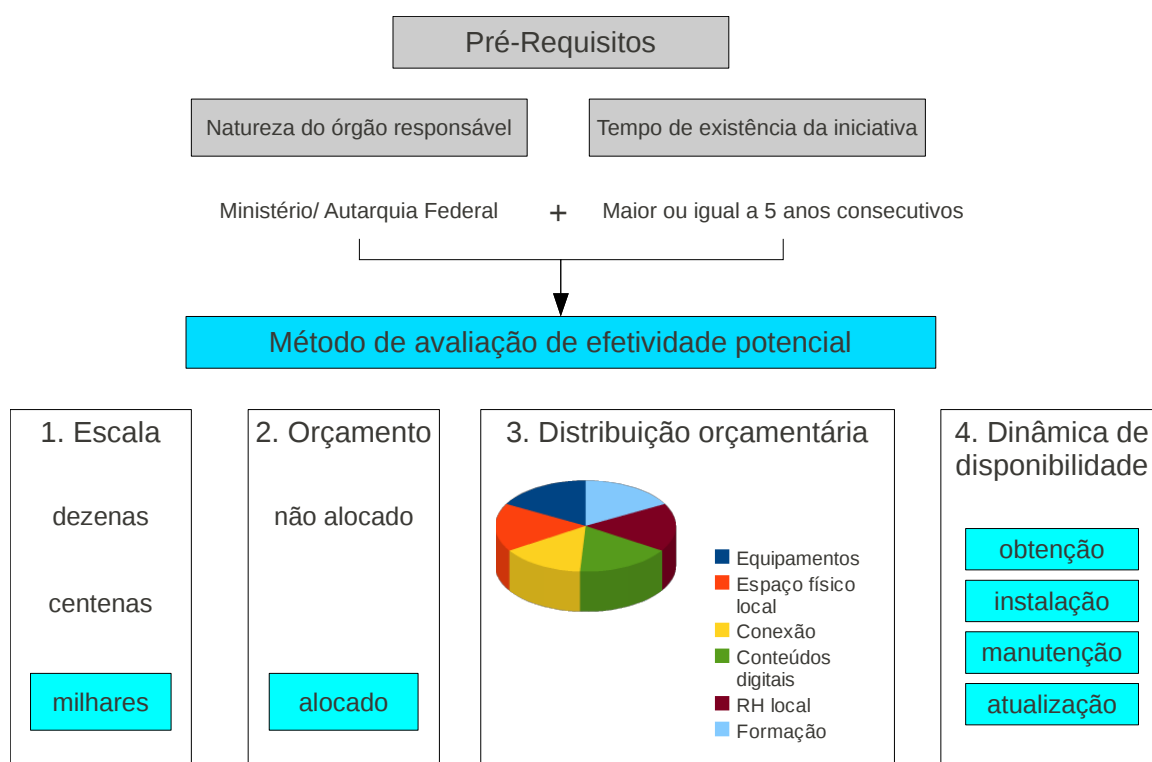 Pré-Requisitos
Natureza do órgão responsável
Tempo de existência da iniciativa
Ministério/ Autarquia Federal
+
Maior ou igual a 5 anos consecutivos
Método de avaliação de efetividade potencial
1. Escala
dezenas
centenas
milhares
2. Orçamento
não alocado
alocado
3. Distribuição orçamentária
Equipamentos
Espaço físico
local
Conexão
Conteúdos
digitais
RH local
Formação
4. Dinâmica de
disponibilidade
obtenção
instalação
manutenção
atualização